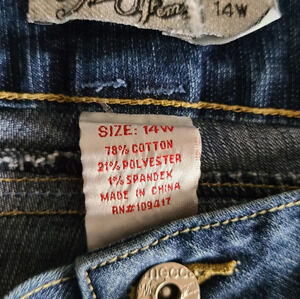 14W
SIZE: 14W
78% COTTON
21% POLYESTER
1% SPANDEX
MADE IN CHINA
RN#109417